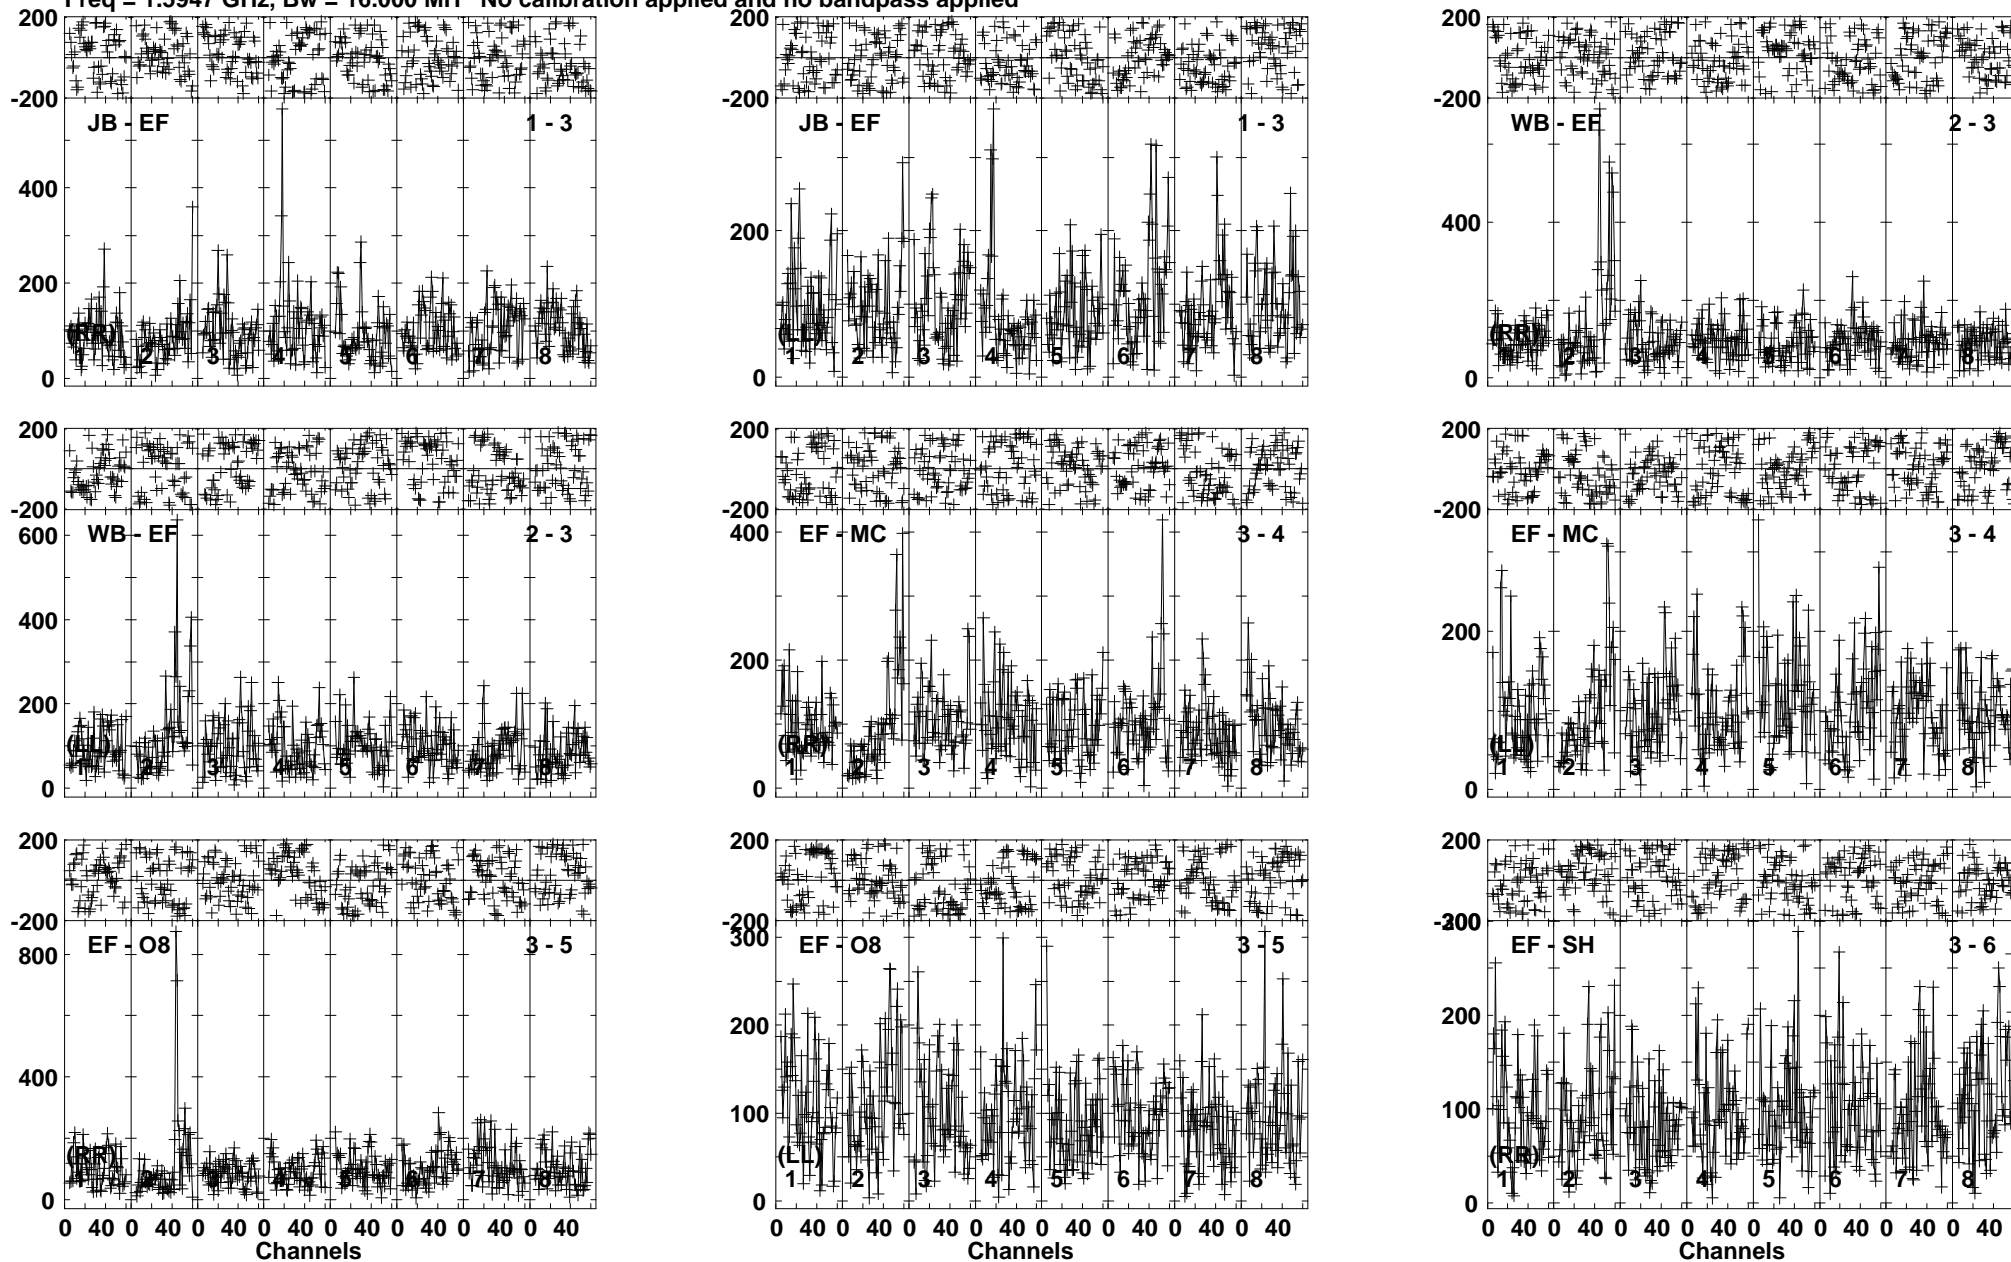 Freq = 1.5947 GHz, Bw = 16.000 MH No calibration applied and no bandpass applied
200 200 200
-200 -200 -200
JB - EF 1 - 3 JB - EF 1 - 3 WB - EF 2 - 3
400 200 400
200
(RR) (LL) (RR)
1 2 3 4 5 6 7 8 1 2 3 4 5 6 7 8 1 2 3 4 5 6 7 8
0 0 0
200 200 200
-200 -200 -200
600 WB - EF 2 - 3 400 EF - MC 3 - 4 EF - MC 3 - 4
400 200 200
200
(LL) (RR) (LL)
1 2 3 4 5 6 7 8 1 2 3 4 5 6 7 8 1 2 3 4 5 6 7 8
0 0 0
200 200 200
-200 -200 -200
800 EF - O8 3 - 5 300 EF - O8 3 - 5 300 EF - SH 3 - 6
400 200 200
100 100
(RR) (LL) (RR)
1 2 3 4 5 6 7 8 1 2 3 4 5 6 7 8 1 2 3 4 5 6 7 8
0 0 0
0 40 0 40 0 40 0 40 0 40 0 40 0 40 0 40 0 40 0 40 0 40 0 40 0 40 0 40 0 40 0 40 0 40 0 40 0 40 0 40 0 40 0 40 0 40 0 40
Channels Channels Channels